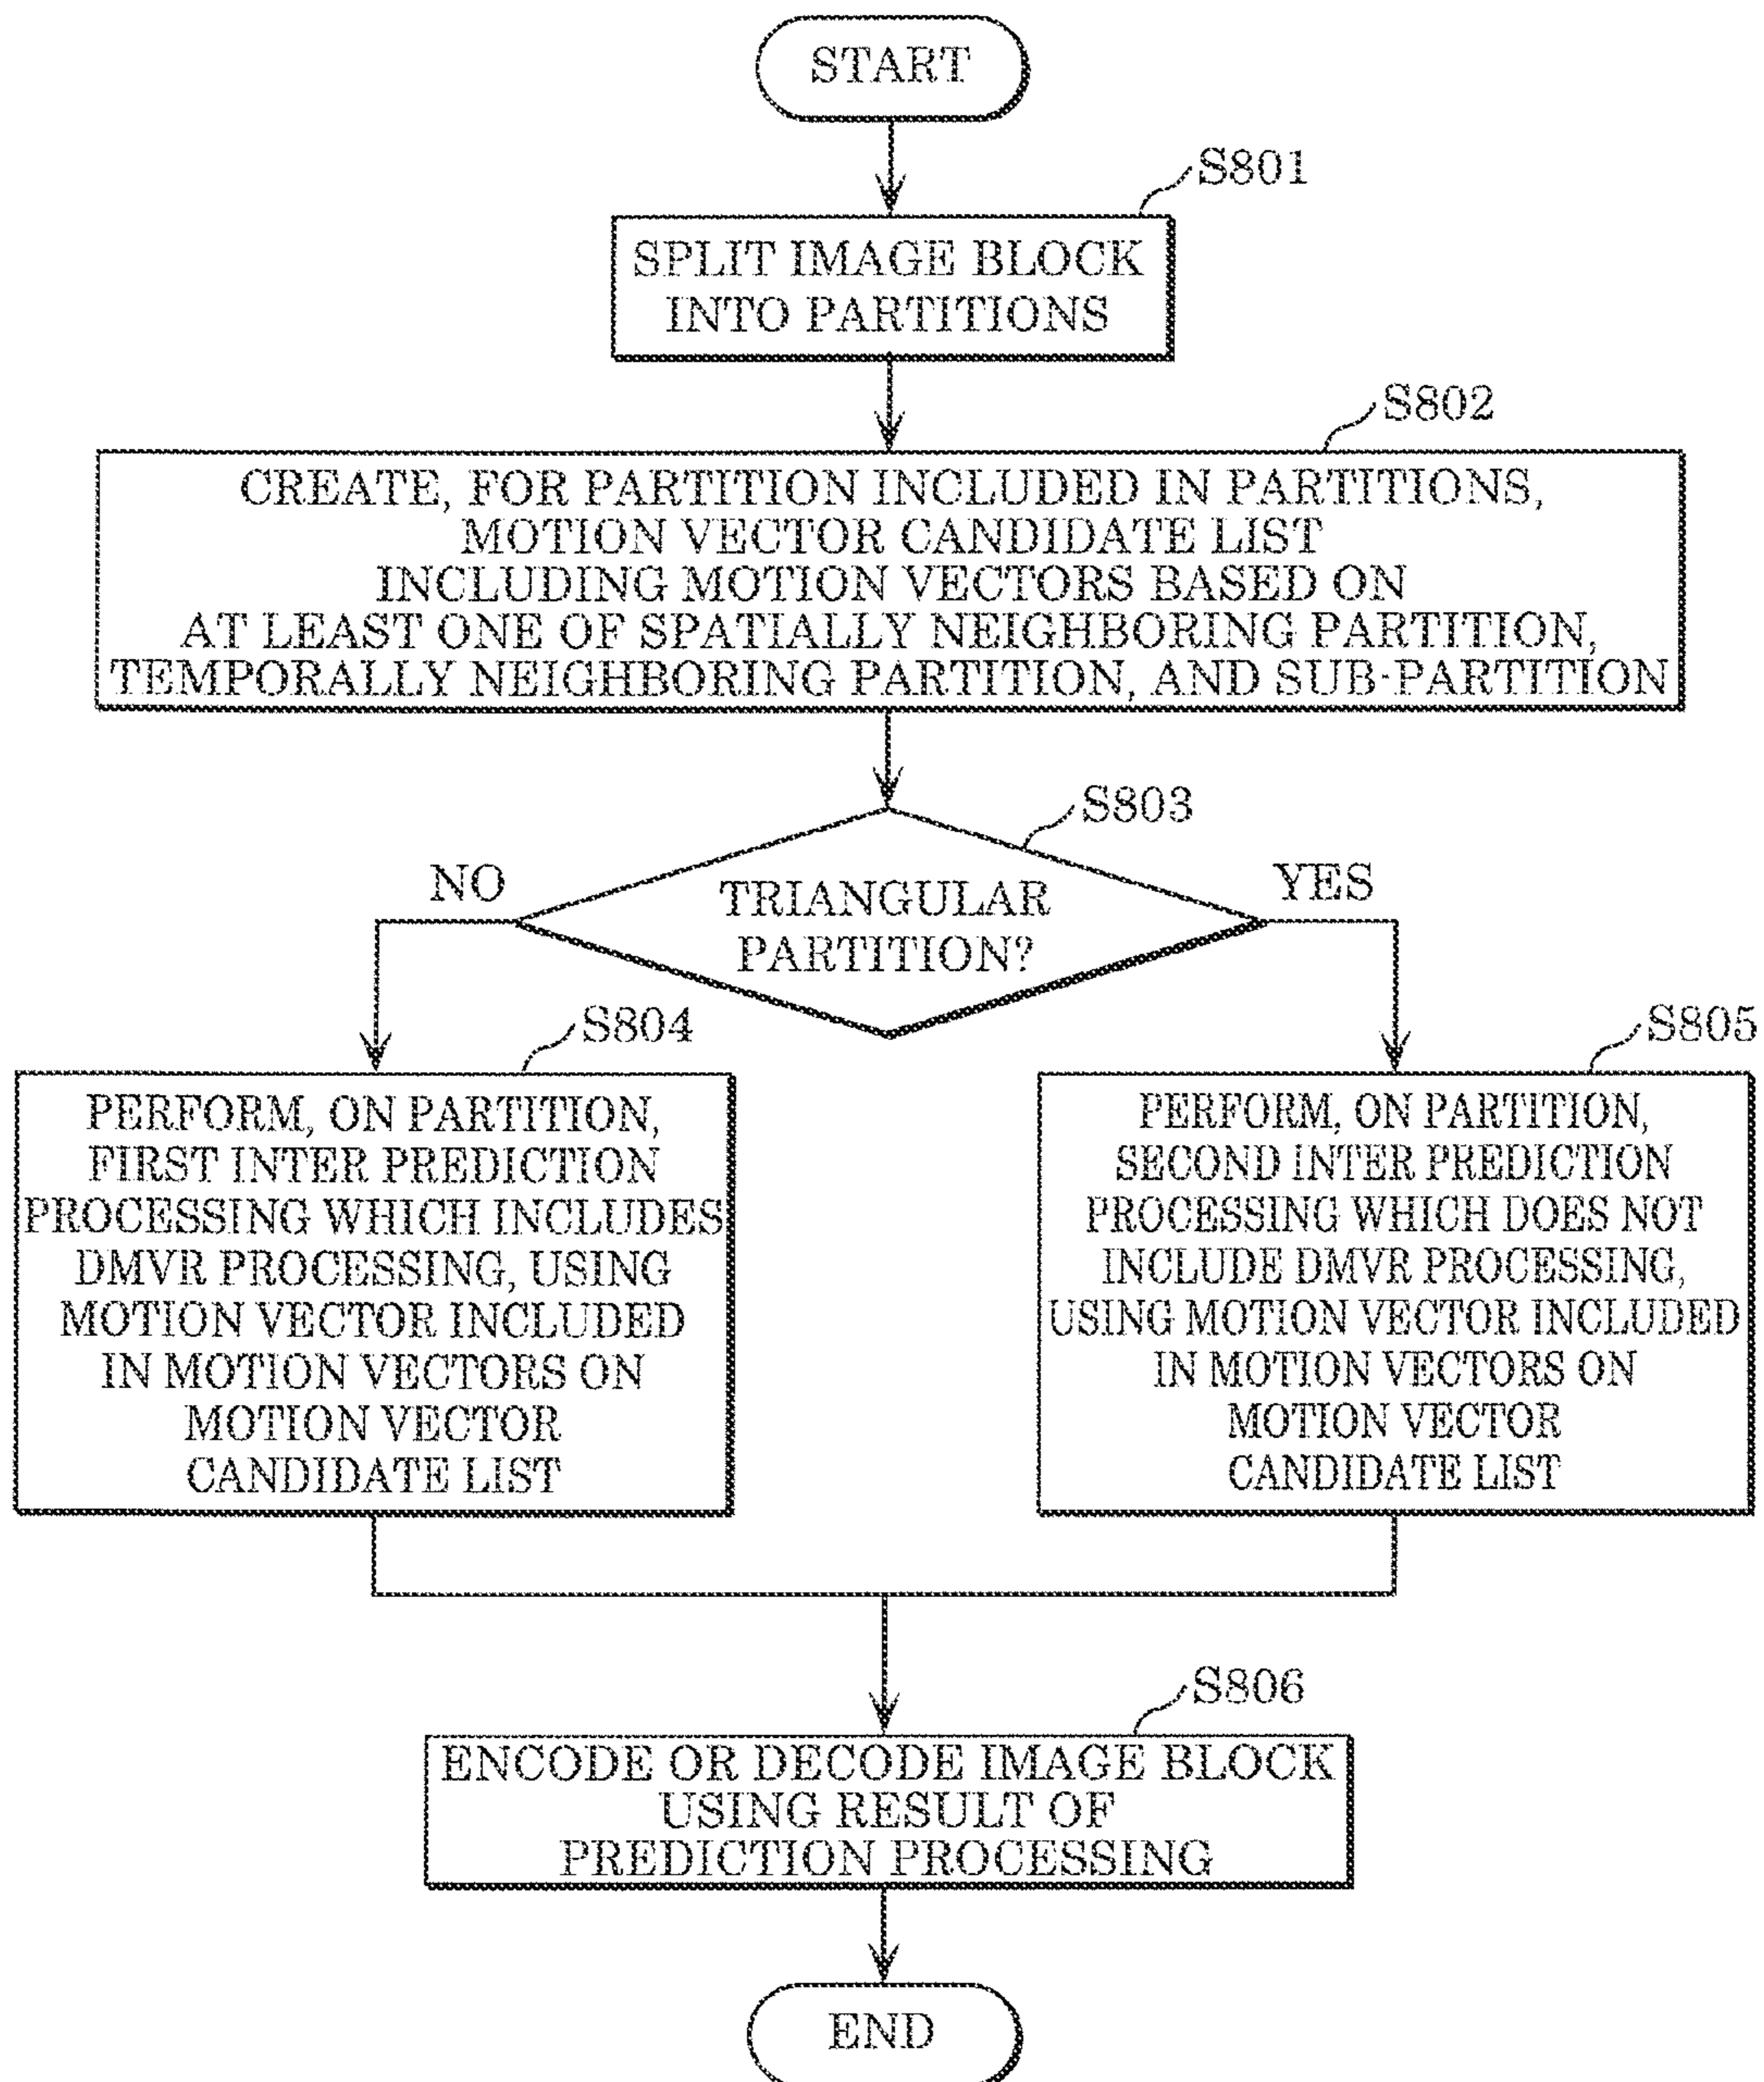 START
S801
SPLIT IMAGE BLOCK
INTO PARTITIONS
S802
CREATE, FOR PARTITION INCLUDED IN PARTITIONS,
MOTION VECTOR CANDIDATE LIST
INCLUDING MOTION VECTORS BASED ON
AT LEAST ONE OF SPATIALLY NEIGHBORING PARTITION,
TEMPORALLY NEIGHBORING PARTITION, AND SUB-PARTITION
S803
NO
TRIANGULAR
PARTITION?
YES
S804
PERFORM, ON PARTITION,
FIRST INTER PREDICTION
PROCESSING WHICH INCLUDES
DMVR PROCESSING, USING
MOTION VECTOR INCLUDED
IN MOTION VECTORS ON
MOTION VECTOR
CANDIDATE LIST
S805
PERFORM, ON PARTITION,
SECOND INTER PREDICTION
PROCESSING WHICH DOES NOT
INCLUDE DMVR PROCESSING,
USING MOTION VECTOR INCLUDED
IN MOTION VECTORS ON
MOTION VECTOR
CANDIDATE LIST
S806
ENCODE OR DECODE IMAGE BLOCK
USING RESULT OF
PREDICTION PROCESSING
END